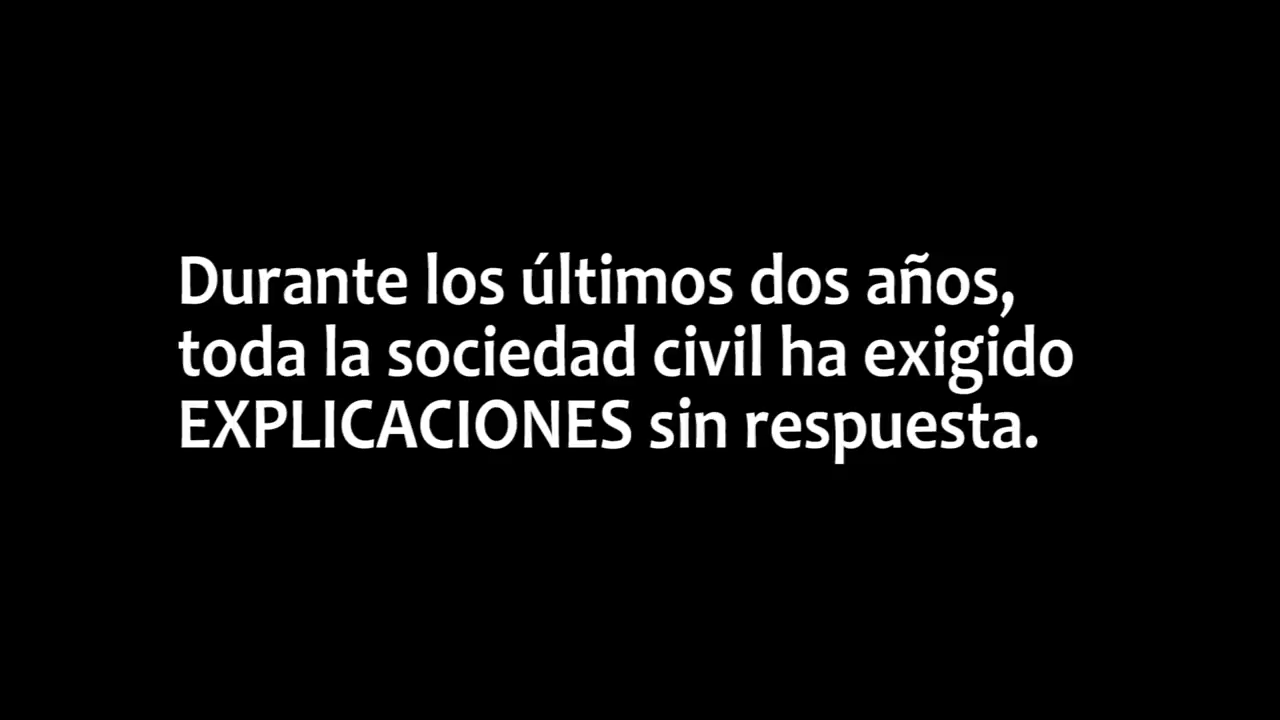 Durante los últimos dos años,
toda la sociedad civil ha exigido
EXPLICACIONES sin respuesta.